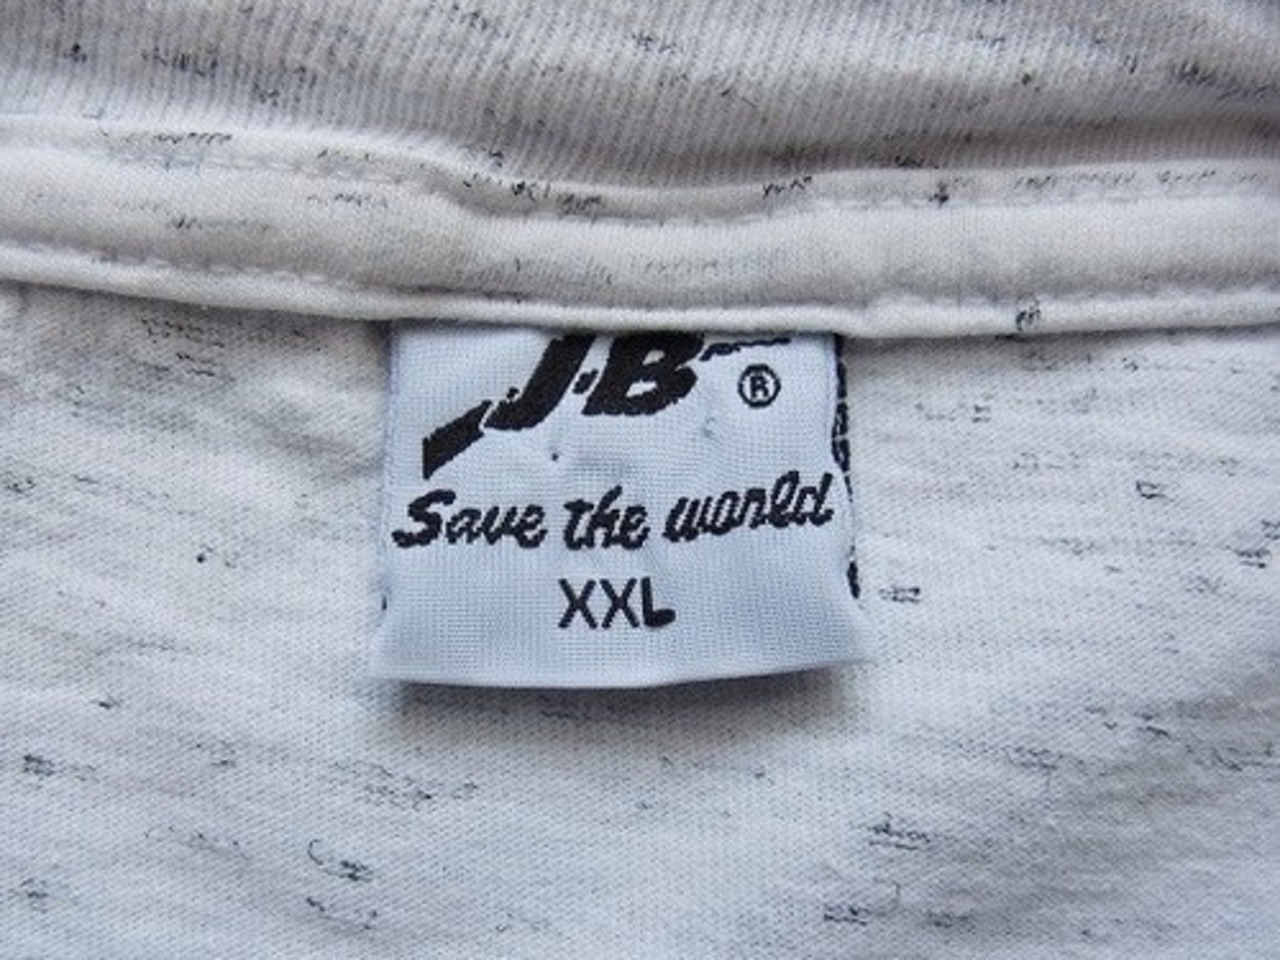 J.B ®
Save the world
XXL